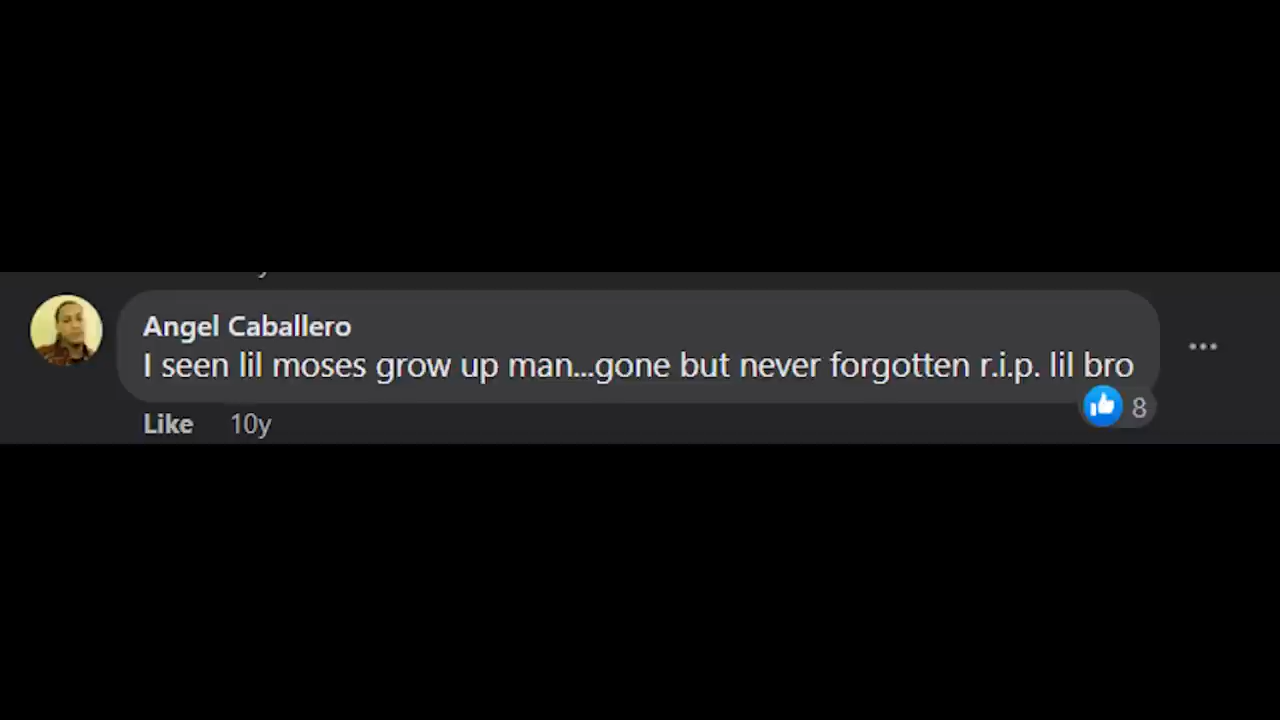 Angel Caballero
I seen lil moses grow up man...gone but never forgotten r.i.p. lil bro
8
Like 10y